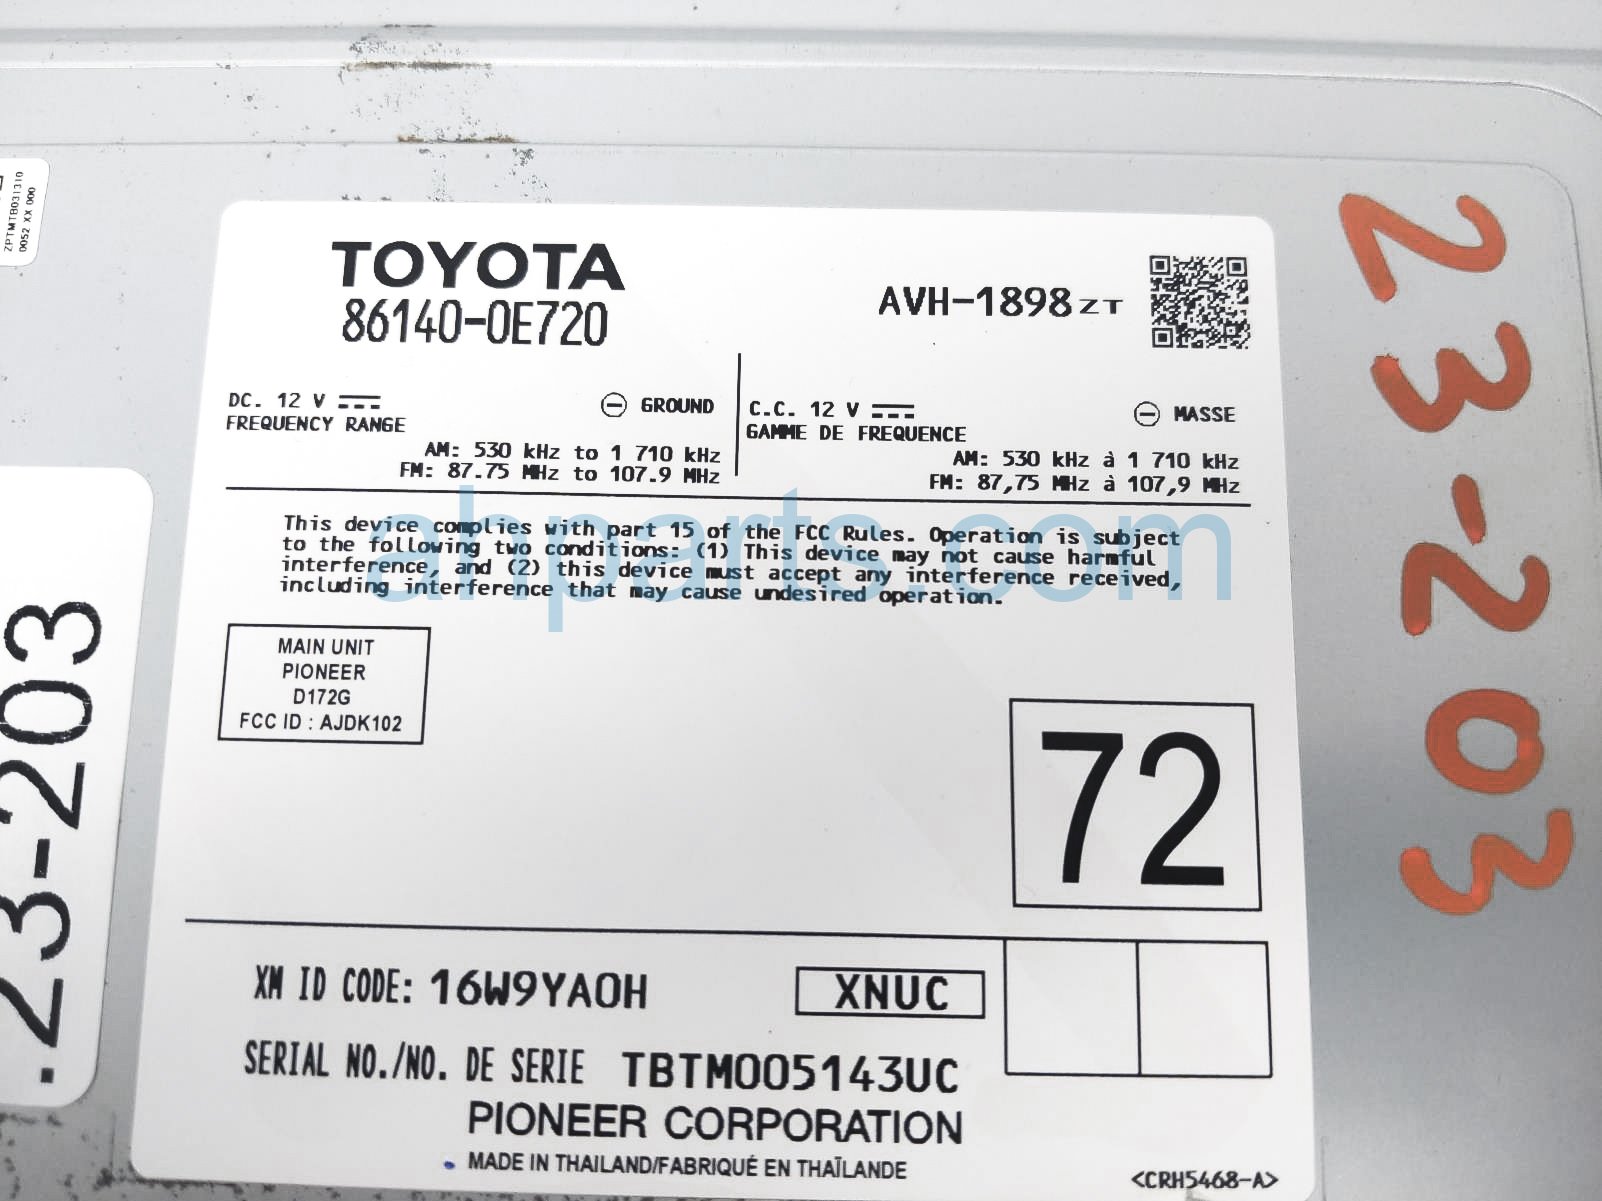 ZPTMTB031310
0052 XX 000
TOYOTA
86140-0E720
AVH-1898ZT
DC. 12 V
⊖ GROUND
FREQUENCY RANGE
AM: 530 kHz to 1 710 kHz
FM: 87.75 MHz to 107.9 MHz
C.C. 12 V
⊖ MASSE
GAMME DE FREQUENCE
AM: 530 kHz à 1 710 kHz
FM: 87,75 MHz à 107,9 MHz
This device complies with part 15 of the FCC Rules. Operation is subject
to the following two conditions: (1) This device may not cause harmful
interference, and (2) this device must accept any interference received,
including interference that may cause undesired operation.
ahparts.com
MAIN UNIT
PIONEER
D172G
FCC ID : AJDK102
72
XM ID CODE: 16W9YA0H
XNUC
SERIAL NO./NO. DE SERIE TBTM005143UC
PIONEER CORPORATION
MADE IN THAILAND/FABRIQUÉ EN THAÏLANDE
<CRH5468-A>
23-203
.23-203